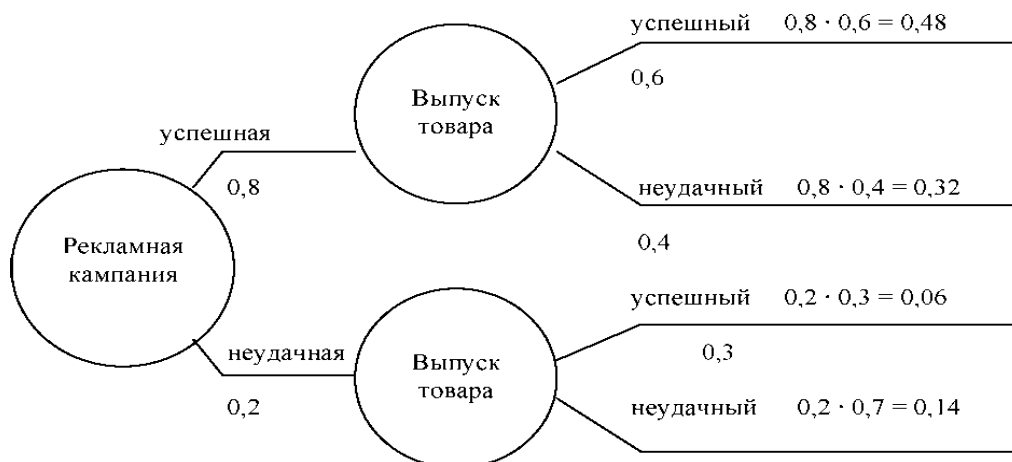 успешный 0,8 · 0,6 = 0,48
0,6
Выпуск
товара
успешная
0,8
неудачный 0,8 · 0,4 = 0,32
0,4
Рекламная
кампания
успешный 0,2 · 0,3 = 0,06
0,3
неудачная
0,2
Выпуск
товара
неудачный 0,2 · 0,7 = 0,14